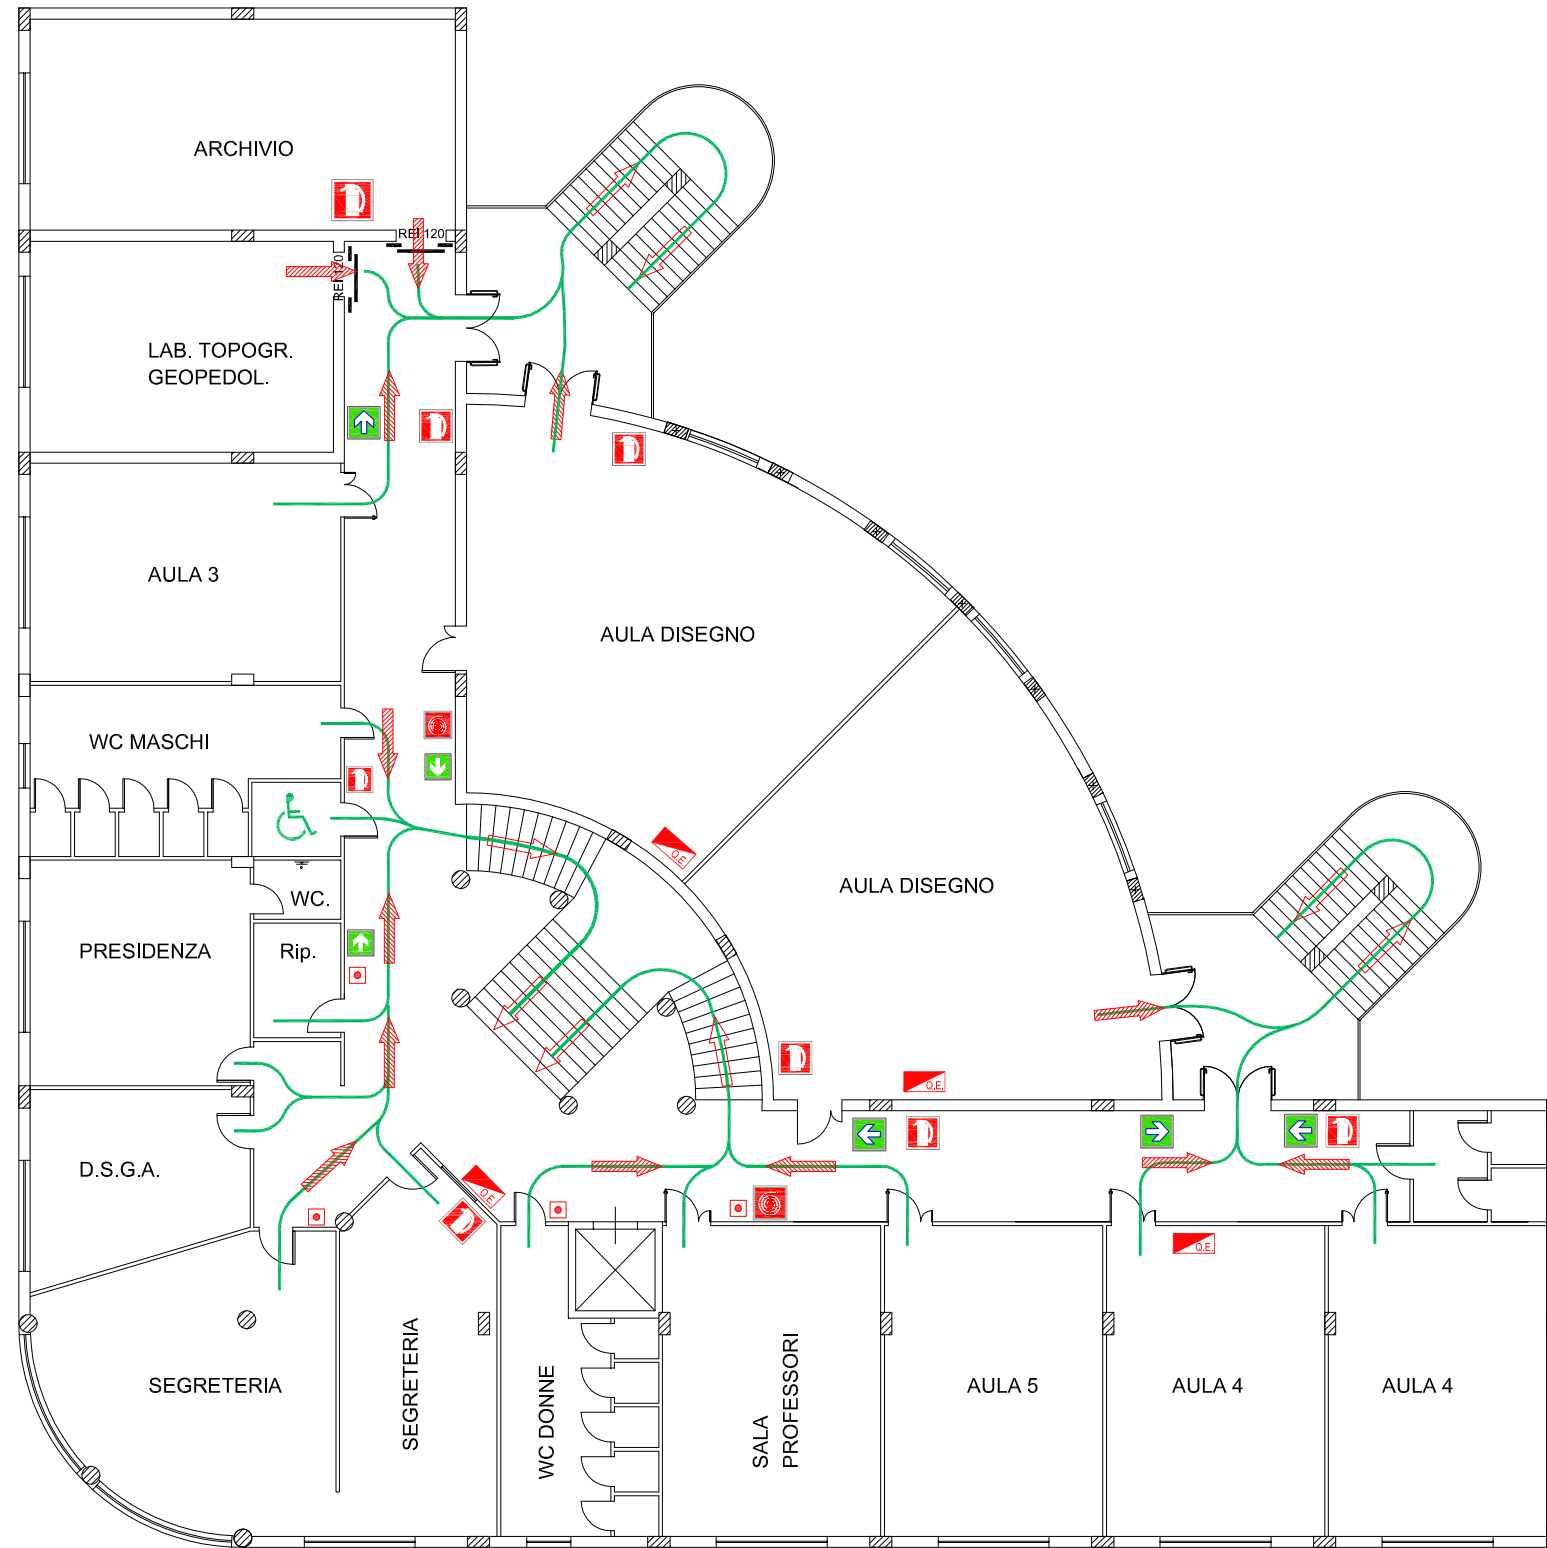 ARCHIVIO
REI 120
REI 120
LAB. TOPOGR.
GEOPEDOL.
AULA 3
AULA DISEGNO
WC MASCHI
Q.E.
AULA DISEGNO
WC.
PRESIDENZA
Rip.
Q.E.
D.S.G.A.
Q.E.
Q.E.
SEGRETERIA
SEGRETERIA
WC DONNE
SALA
PROFESSORI
AULA 5
AULA 4
AULA 4